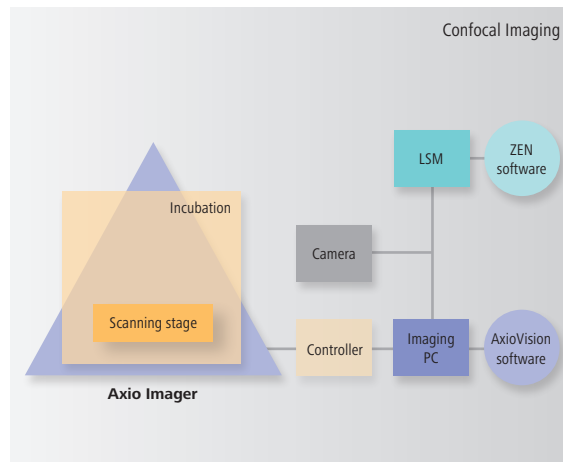 Confocal Imaging
LSM
ZEN
software
Incubation
Camera
Scanning stage
Controller
Imaging
PC
AxioVision
software
Axio Imager